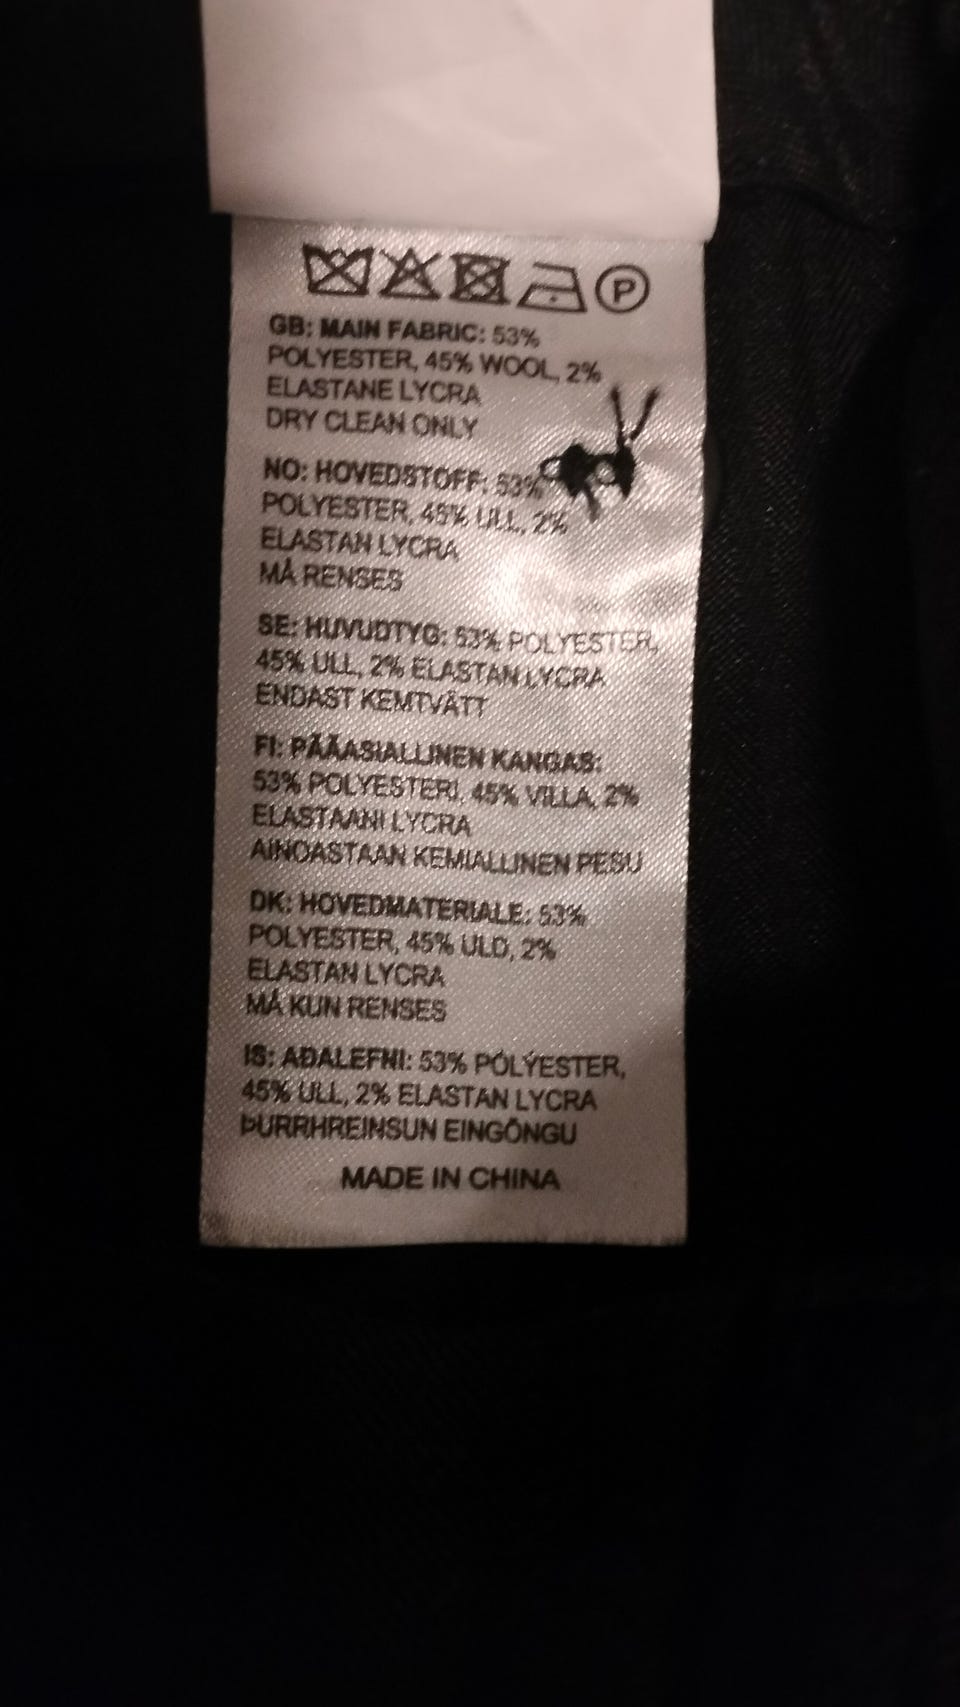 P
GB: MAIN FABRIC: 53%
POLYESTER, 45% WOOL, 2%
ELASTANE LYCRA
DRY CLEAN ONLY
NO: HOVEDSTOFF: 53%
POLYESTER, 45% ULL, 2%
ELASTAN LYCRA
MÅ RENSES
SE: HUVUDTYG: 53% POLYESTER,
45% ULL, 2% ELASTAN LYCRA
ENDAST KEMTVÄTT
FI: PÄÄASIALLINEN KANGAS:
53% POLYESTERI, 45% VILLA, 2%
ELASTAANI LYCRA
AINOASTAAN KEMIALLINEN PESU
DK: HOVEDMATERIALE: 53%
POLYESTER, 45% ULD, 2%
ELASTAN LYCRA
MÅ KUN RENSES
IS: AÐALEFNI: 53% PÓLÝESTER,
45% ULL, 2% ELASTAN LYCRA
ÞURRHREINSUN EINGÖNGU
MADE IN CHINA